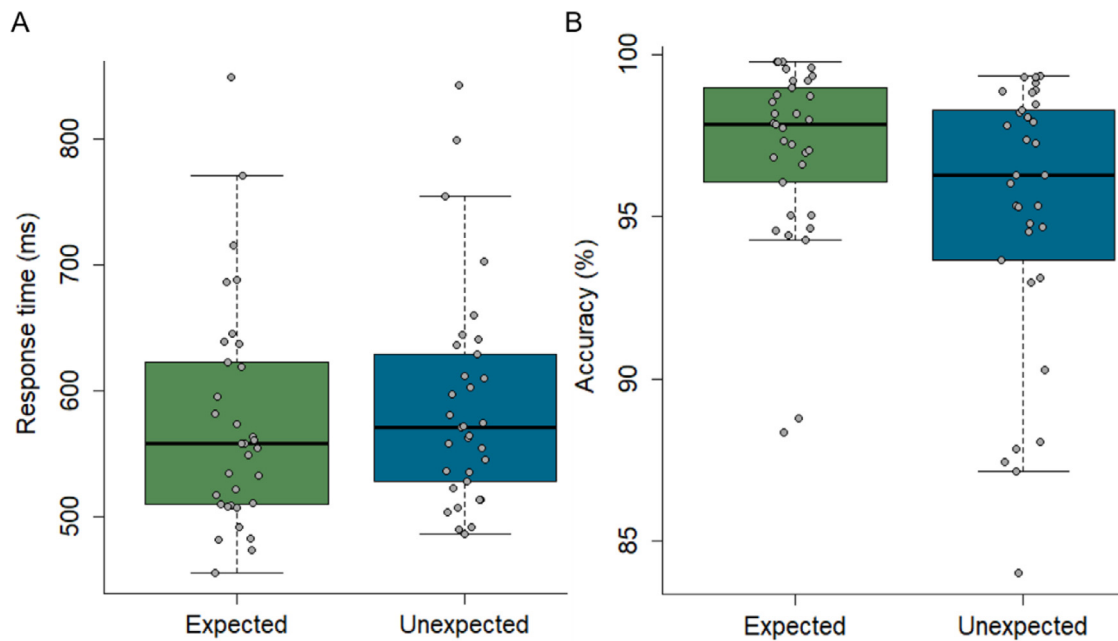 A
Response time (ms)
800
700
600
500
Expected
Unexpected
B
Accuracy (%)
100
95
90
85
Expected
Unexpected